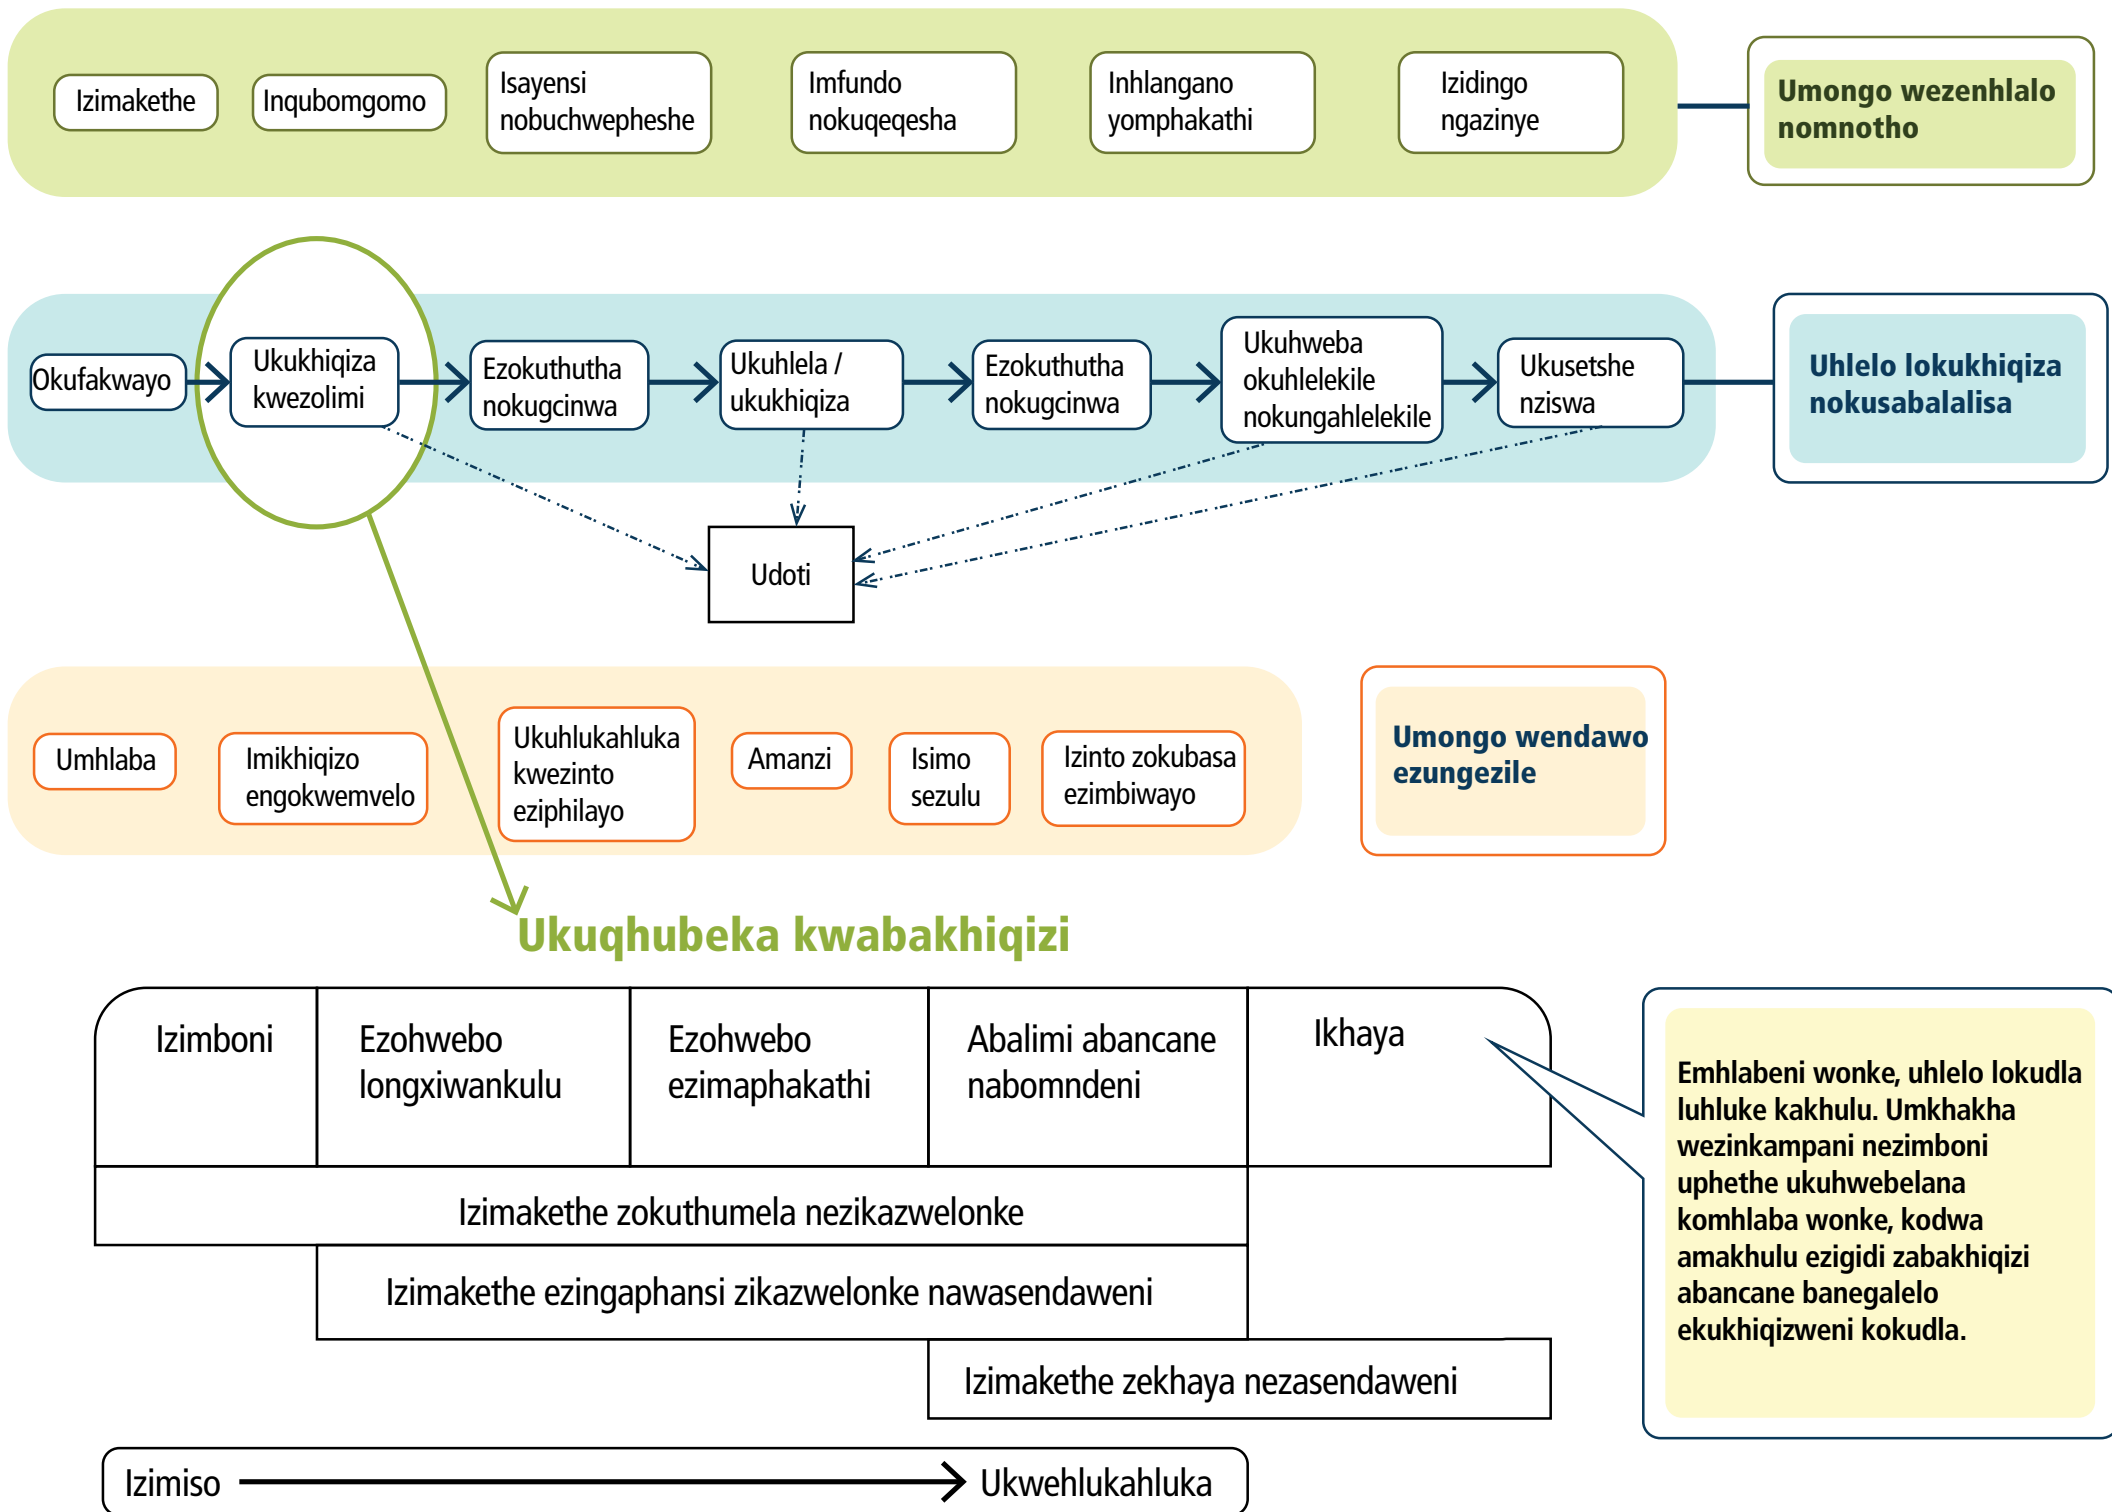 Izimakethe
Inqubomgomo
Isayensi
nobuchwepheshe
Imfundo
nokuqeqesha
Inhlangano
yomphakathi
Izidingo
ngazinye
Umongo wezenhlalo
nomnotho
Okufakwayo
Ukukhiqiza
kwezolimi
Ezokuthutha
nokugcinwa
Ukuhlela /
ukukhiqiza
Ezokuthutha
nokugcinwa
Ukuhweba
okuhlelekile
nokungahlelekile
Ukusetshe
nziswa
Uhlelo lokukhiqiza
nokusabalalisa
Udoti
Umhlaba
Imikhiqizo
engokwemvelo
Ukuhlukahluka
kwezinto
eziphilayo
Amanzi
Isimo
sezulu
Izinto zokubasa
ezimbiwayo
Umongo wendawo
ezungezile
Ukuqhubeka kwabakhiqizi
Izimboni
Ezohwebo
longxiwankulu
Ezohwebo
ezimaphakathi
Abalimi abancane
nabomndeni
Ikhaya
Izimakethe zokuthumela nezikazwelonke
Izimakethe ezingaphansi zikazwelonke nawasendaweni
Izimakethe zekhaya nezasendaweni
Izimiso
Ukwehlukahluka
Emhlabeni wonke, uhlelo lokudla
luhluke kakhulu. Umkhakha
wezinkampani nezimboni
uphethe ukuhwebelana
komhlaba wonke, kodwa
amakhulu ezigidi zabakhiqizi
abancane banegalelo
ekukhiqizweni kokudla.